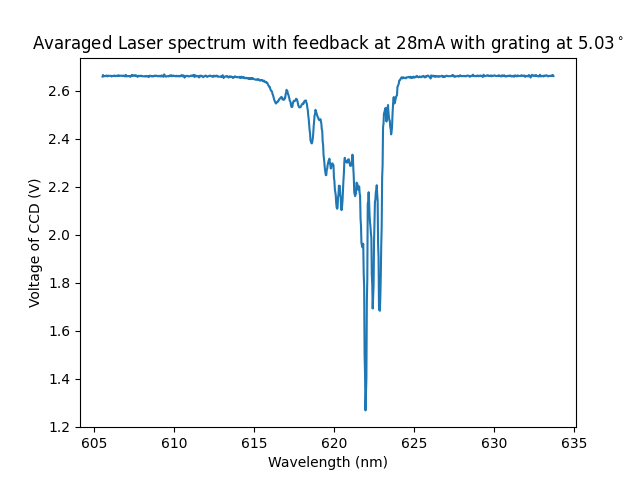 Avaraged Laser spectrum with feedback at 28mA with grating at 5.03°
2.6
2.4
2.2
2.0
1.8
1.6
1.4
1.2
Voltage of CCD (V)
605 610 615 620 625 630 635
Wavelength (nm)